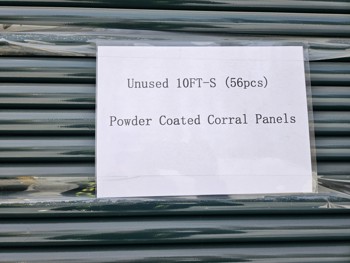 Unused 10FT-S (56pcs)
Powder Coated Corral Panels